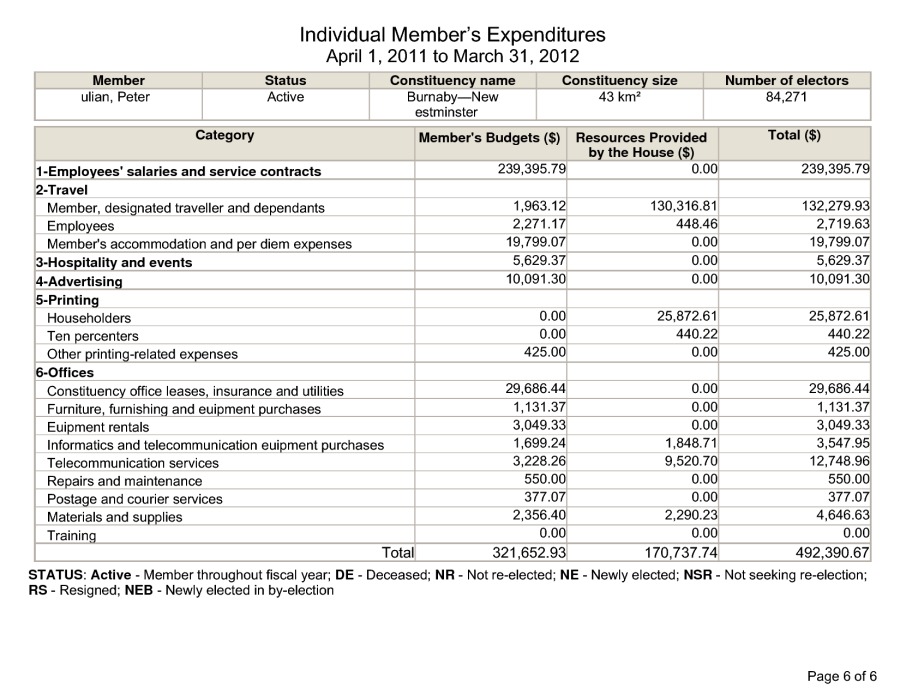 Individual Member's Expenditures
April 1, 2011 to March 31, 2012
Member Status Constituency name Constituency size Number of electors
ulian, Peter Active Burnaby—New estminster 43 km² 84,271
Category Member's Budgets ($) Resources Provided by the House ($) Total ($)
1-Employees' salaries and service contracts 239,395.79 0.00 239,395.79
2-Travel
Member, designated traveller and dependants 1,963.12 130,316.81 132,279.93
Employees 2,271.17 448.46 2,719.63
Member's accommodation and per diem expenses 19,799.07 0.00 19,799.07
3-Hospitality and events 5,629.37 0.00 5,629.37
4-Advertising 10,091.30 0.00 10,091.30
5-Printing
Householders 0.00 25,872.61 25,872.61
Ten percenters 0.00 440.22 440.22
Other printing-related expenses 425.00 0.00 425.00
6-Offices
Constituency office leases, insurance and utilities 29,686.44 0.00 29,686.44
Furniture, furnishing and euipment purchases 1,131.37 0.00 1,131.37
Euipment rentals 3,049.33 0.00 3,049.33
Informatics and telecommunication euipment purchases 1,699.24 1,848.71 3,547.95
Telecommunication services 3,228.26 9,520.70 12,748.96
Repairs and maintenance 550.00 0.00 550.00
Postage and courier services 377.07 0.00 377.07
Materials and supplies 2,356.40 2,290.23 4,646.63
Training 0.00 0.00 0.00
Total 321,652.93 170,737.74 492,390.67
STATUS: Active - Member throughout fiscal year; DE - Deceased; NR - Not re-elected; NE - Newly elected; NSR - Not seeking re-election;
RS - Resigned; NEB - Newly elected in by-election
Page 6 of 6